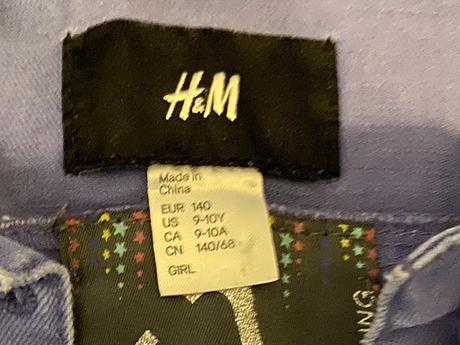 H&M
Made in
China
EUR 140
US 9-10Y
CA 9-10A
CN 140/68
GIRL